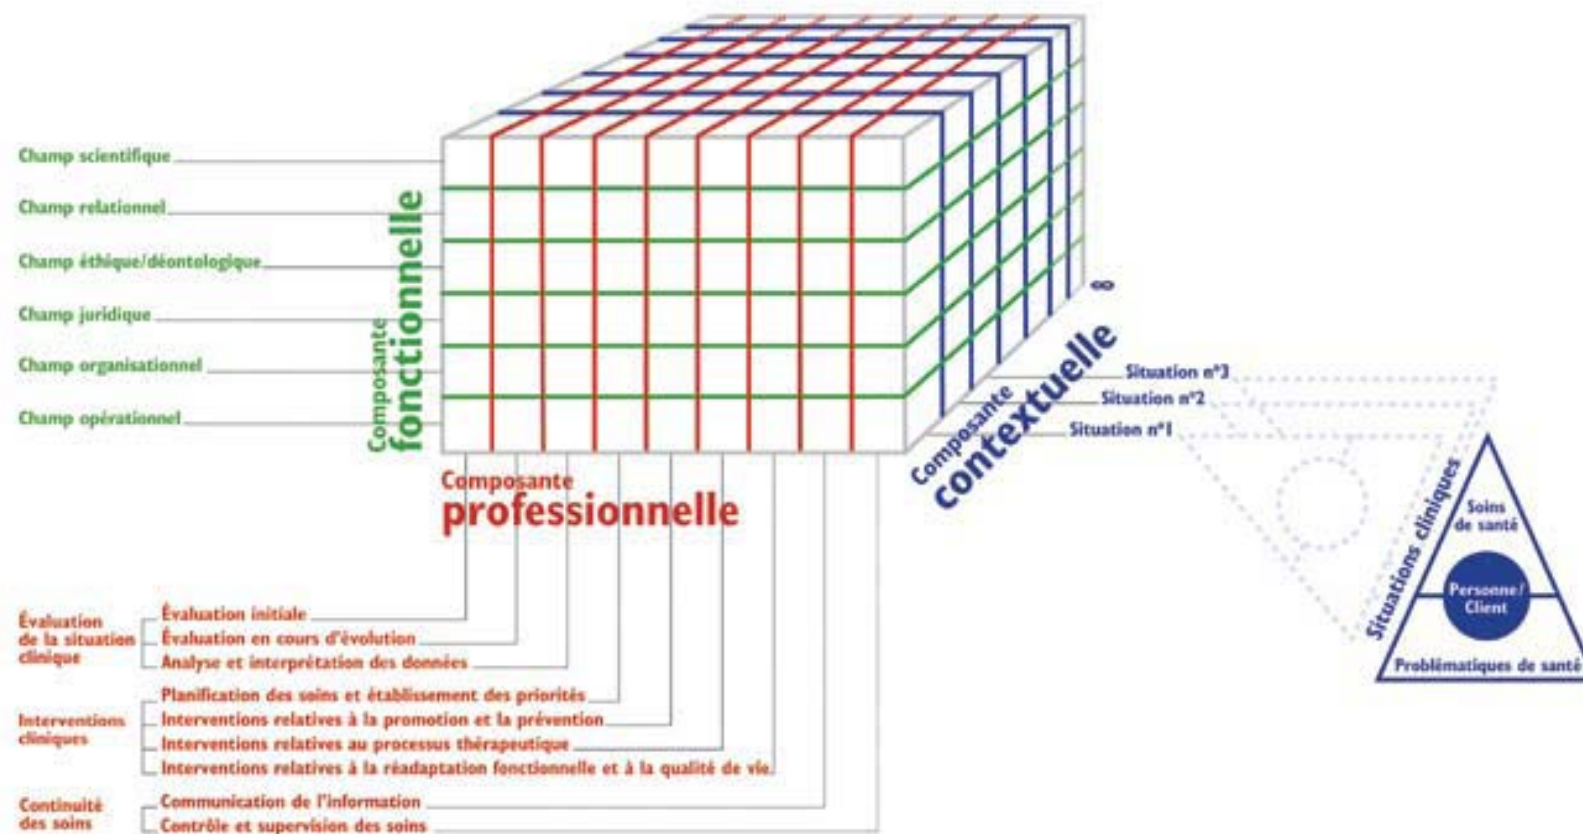 Champ scientifique
Champ relationnel
Champ éthique/déontologique
Champ juridique
Champ organisationnel
Champ opérationnel
Composante
fonctionnelle
Composante
professionnelle
Composante
contextuelle
∞
Situation n°3
Situation n°2
Situation n°1
Situations cliniques
Soins
de santé
Personne/
Client
Problématiques de santé
Évaluation
de la situation
clinique
Évaluation initiale
Évaluation en cours d'évolution
Analyse et interprétation des données
Interventions
cliniques
Planification des soins et établissement des priorités
Interventions relatives à la promotion et la prévention
Interventions relatives au processus thérapeutique
Interventions relatives à la réadaptation fonctionnelle et à la qualité de vie
Continuité
des soins
Communication de l'information
Contrôle et supervision des soins